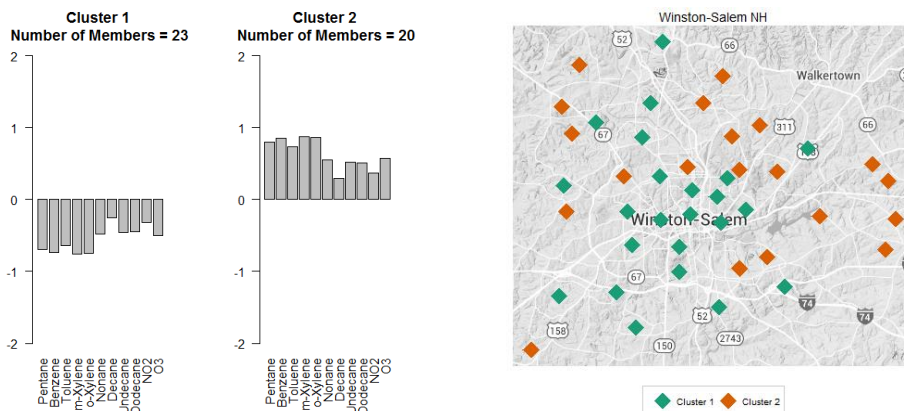 Cluster 1
Number of Members = 23
2
1
0
-1
-2
Pentane
Benzene
Toluene
m-Xylene
o-Xylene
Nonane
Decane
Undecane
Dodecane
NO2
O3
Cluster 2
Number of Members = 20
2
1
0
-1
-2
Pentane
Benzene
Toluene
m-Xylene
o-Xylene
Nonane
Decane
Undecane
Dodecane
NO2
O3
Winston-Salem NH
52
66
Walkertown
311
66
67
Winston-Salem
67
74
52
74
158
150
2743
Cluster 1
Cluster 2